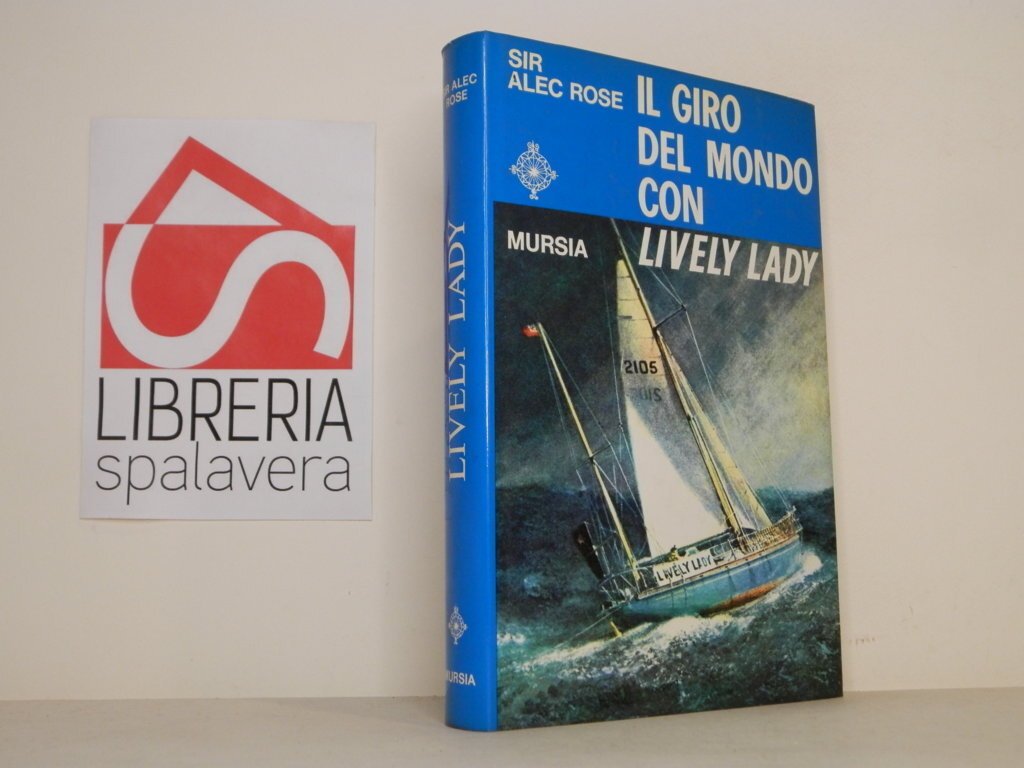 LIBRERIA
spalavera
SIR ALEC
ROSE
LIVELY LADY
MURSIA
SIR
ALEC ROSE
IL GIRO
DEL MONDO
CON
LIVELY LADY
MURSIA
2105
LIVELY LADY